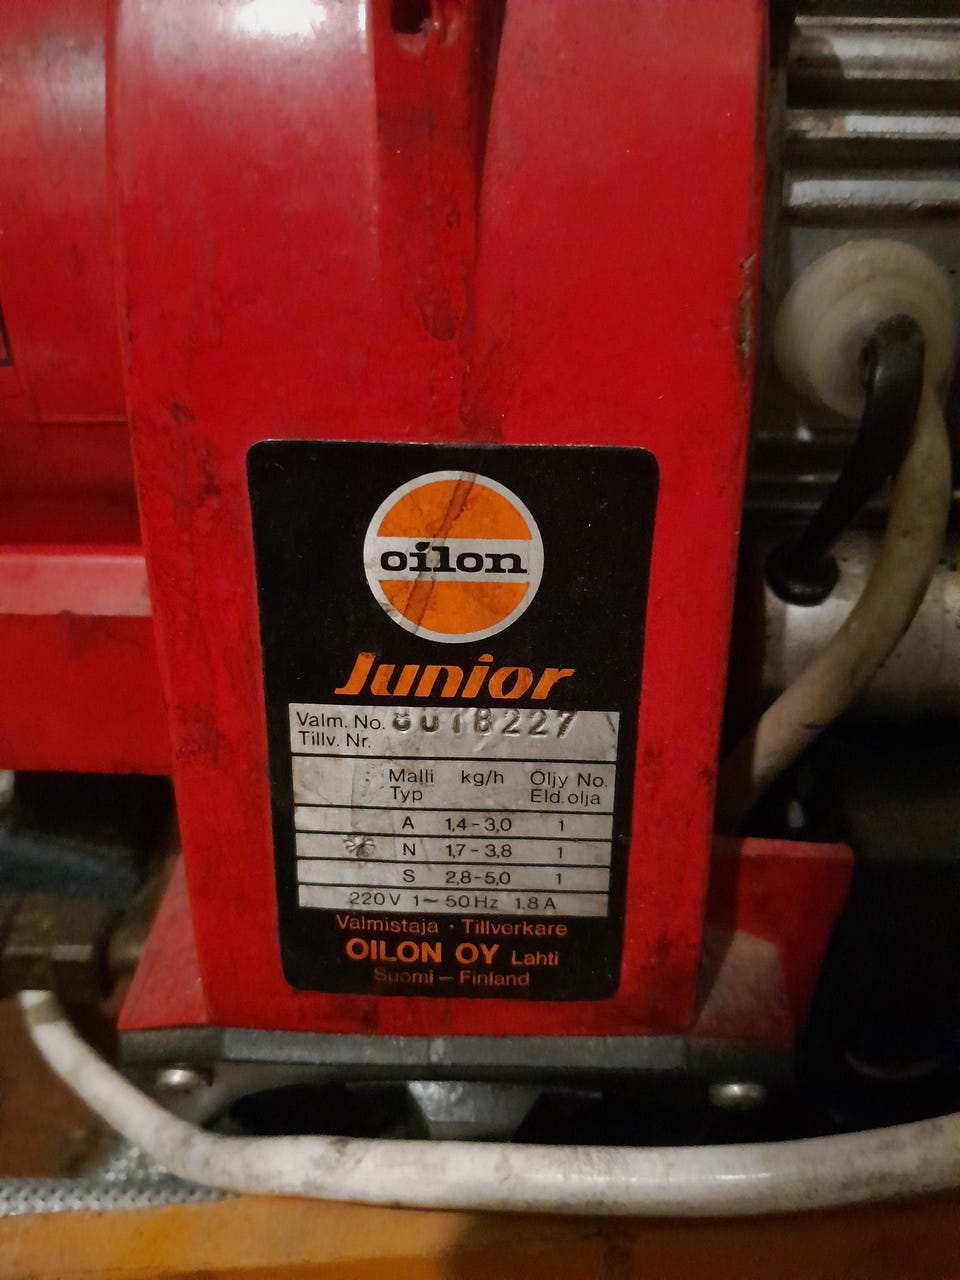 oilon
Junior
Valm. No. 8018227
Tillv. Nr.
Malli kg/h Öljy No.
Typ Eld.olja
A 1,4-3,0 1
N 1,7-3,8 1
S 2,8-5,0 1
220V 1~ 50Hz 1,8A
Valmistaja · Tillverkare
OILON OY Lahti
Suomi – Finland